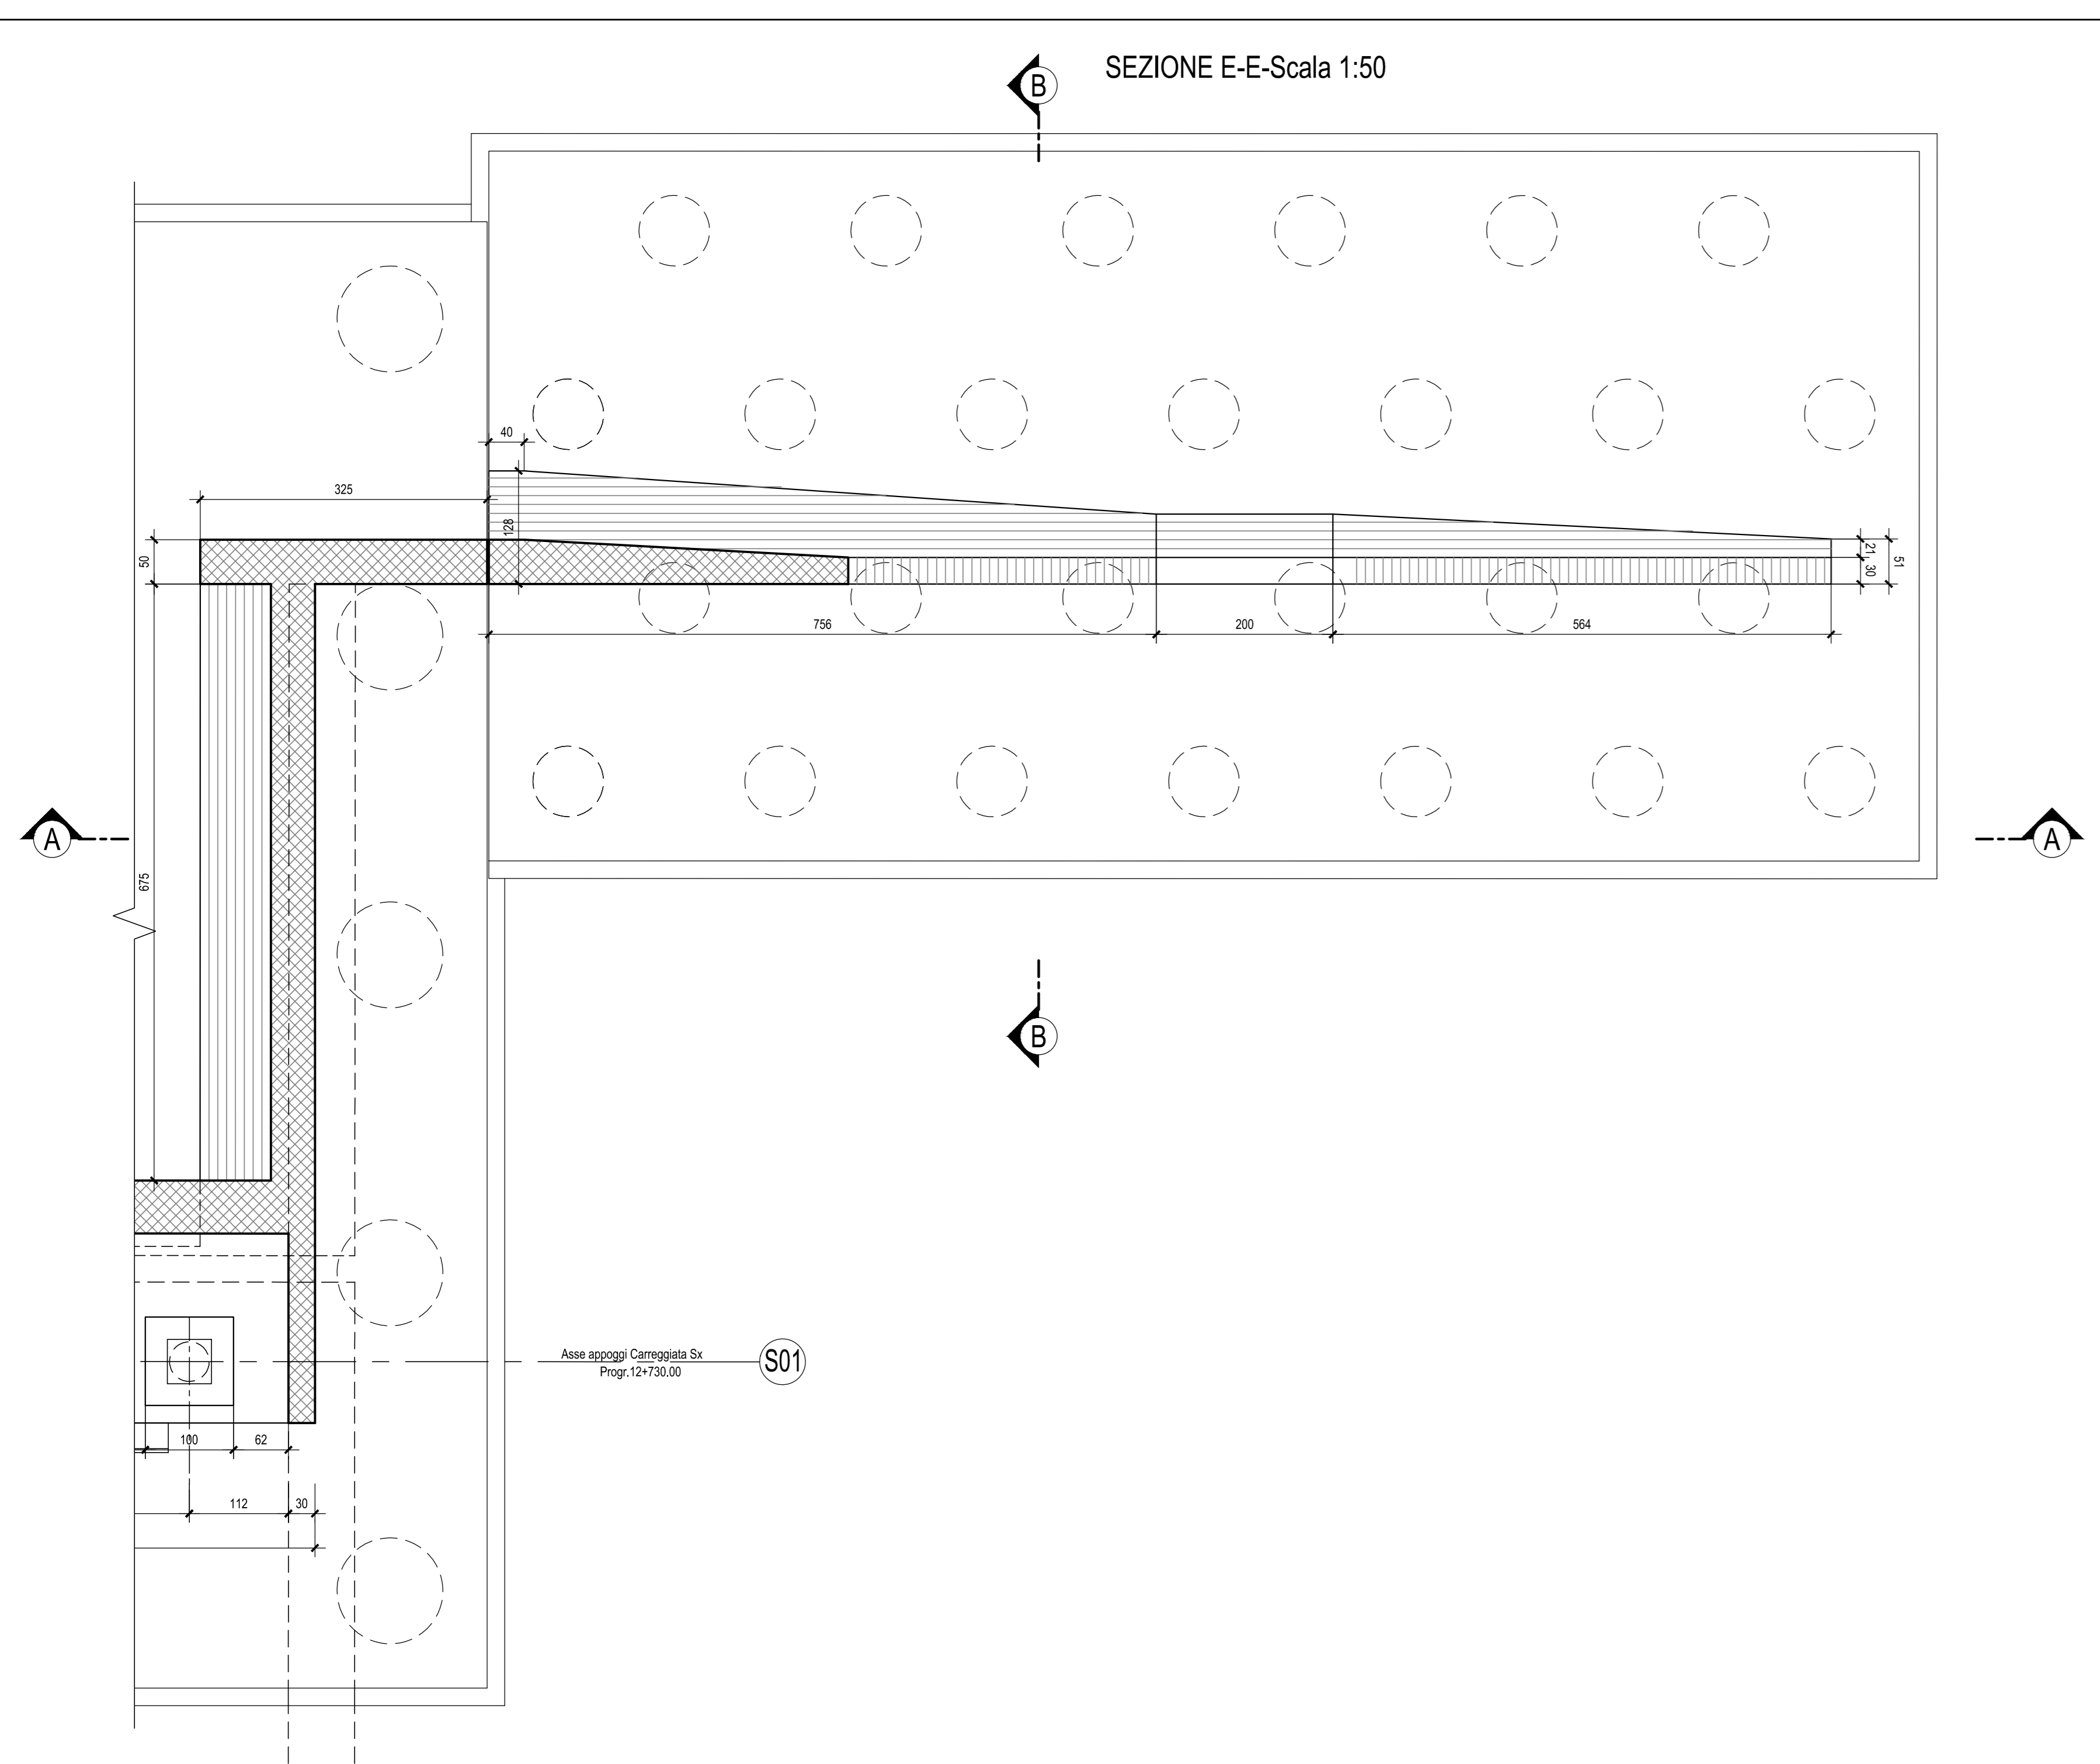 SEZIONE E-E-Scala 1:50
B
40
325
128
50
21
51
30
756
200
564
A
A
675
B
Asse appoggi Carreggiata Sx
Progr.12+730.00
S01
100
62
112
30